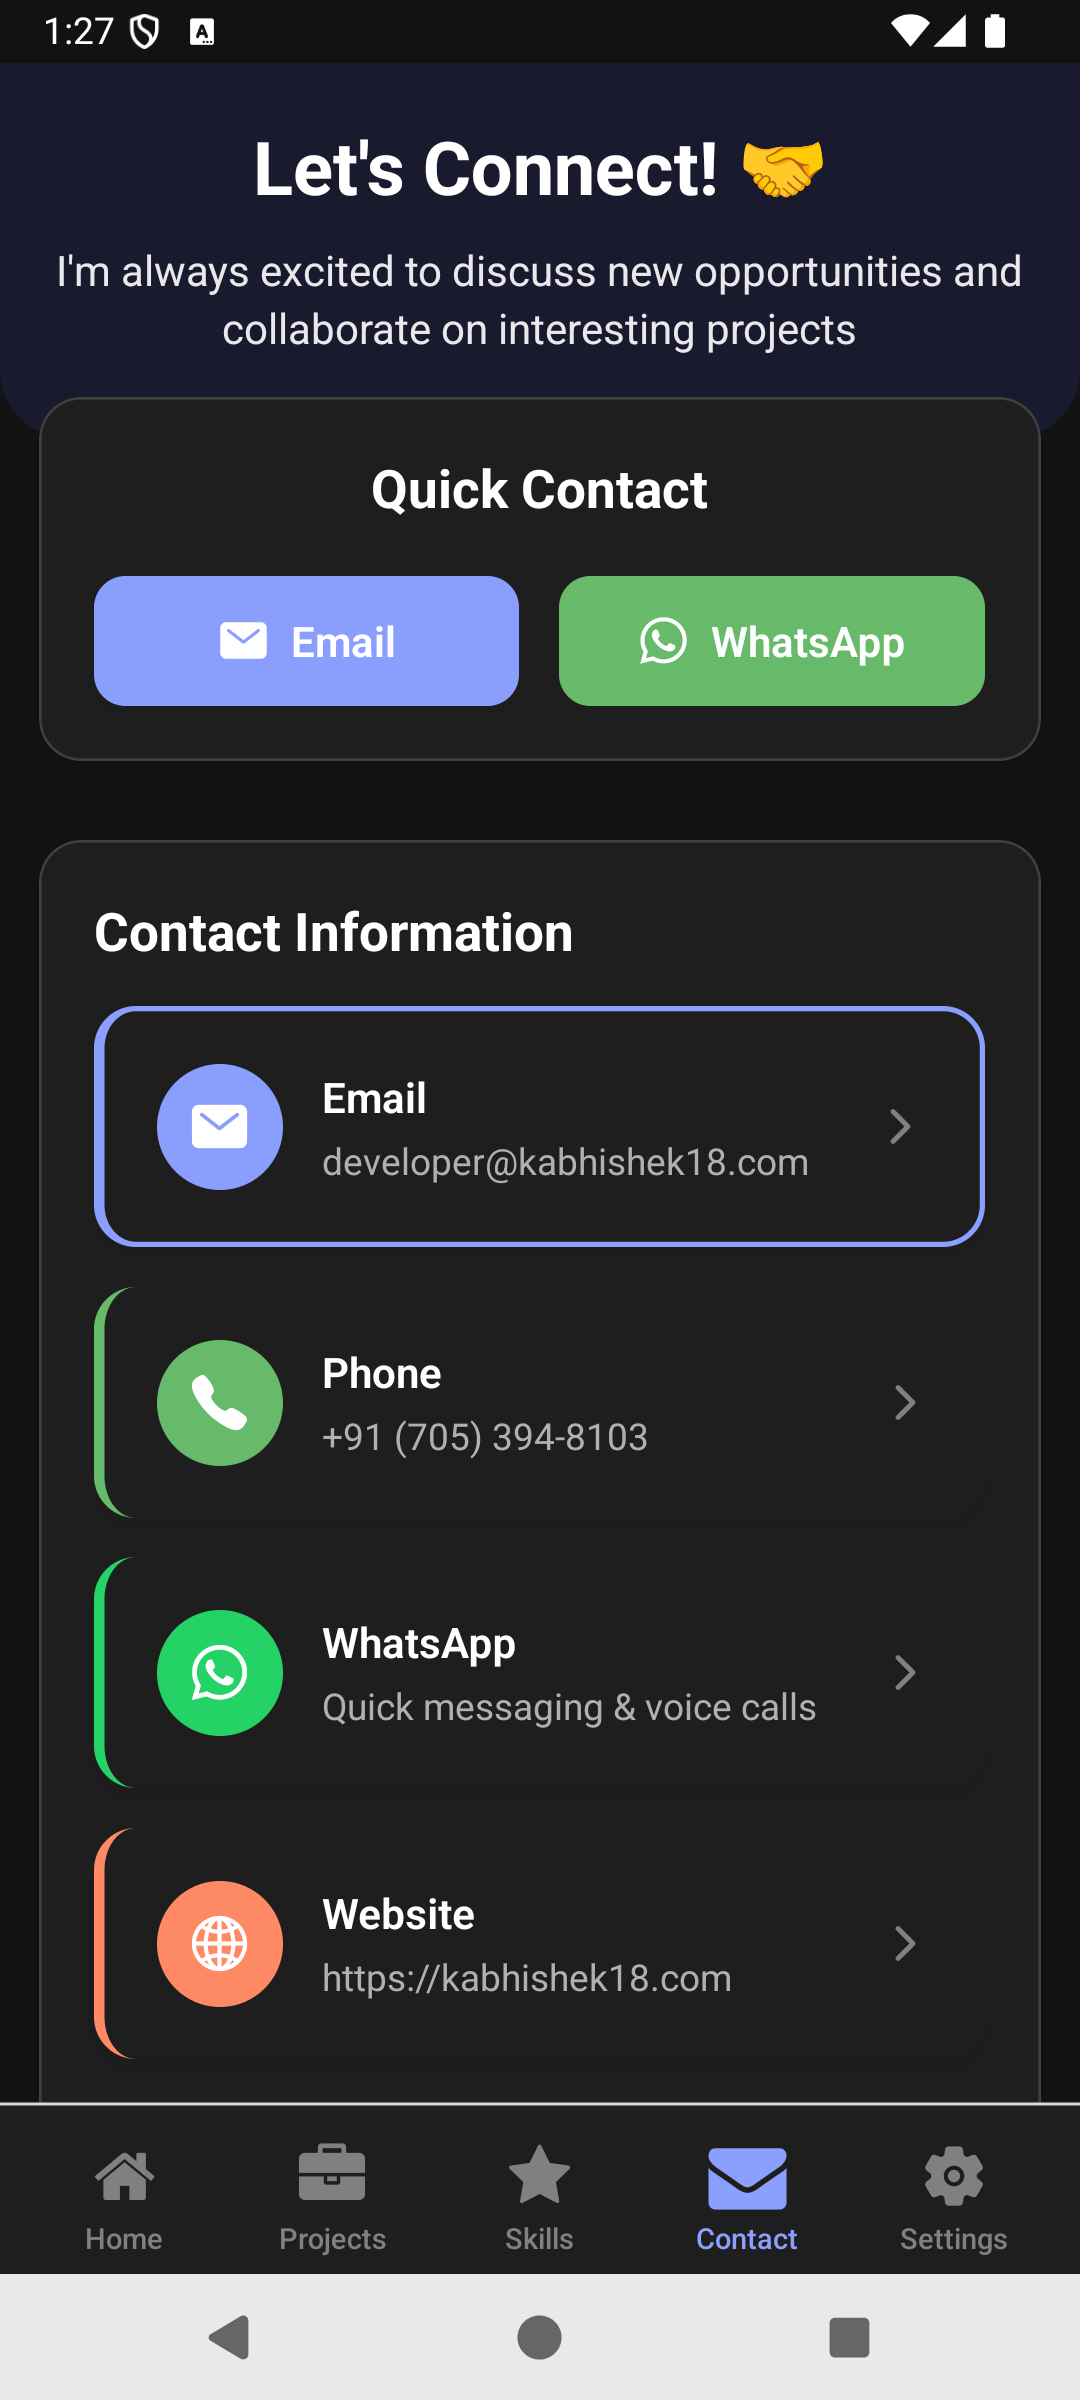 1:27
Let's Connect! 🤝
I'm always excited to discuss new opportunities and
collaborate on interesting projects
Quick Contact
Email
WhatsApp
Contact Information
Email
developer@kabhishek18.com
Phone
+91 (705) 394-8103
WhatsApp
Quick messaging & voice calls
Website
https://kabhishek18.com
Home
Projects
Skills
Contact
Settings